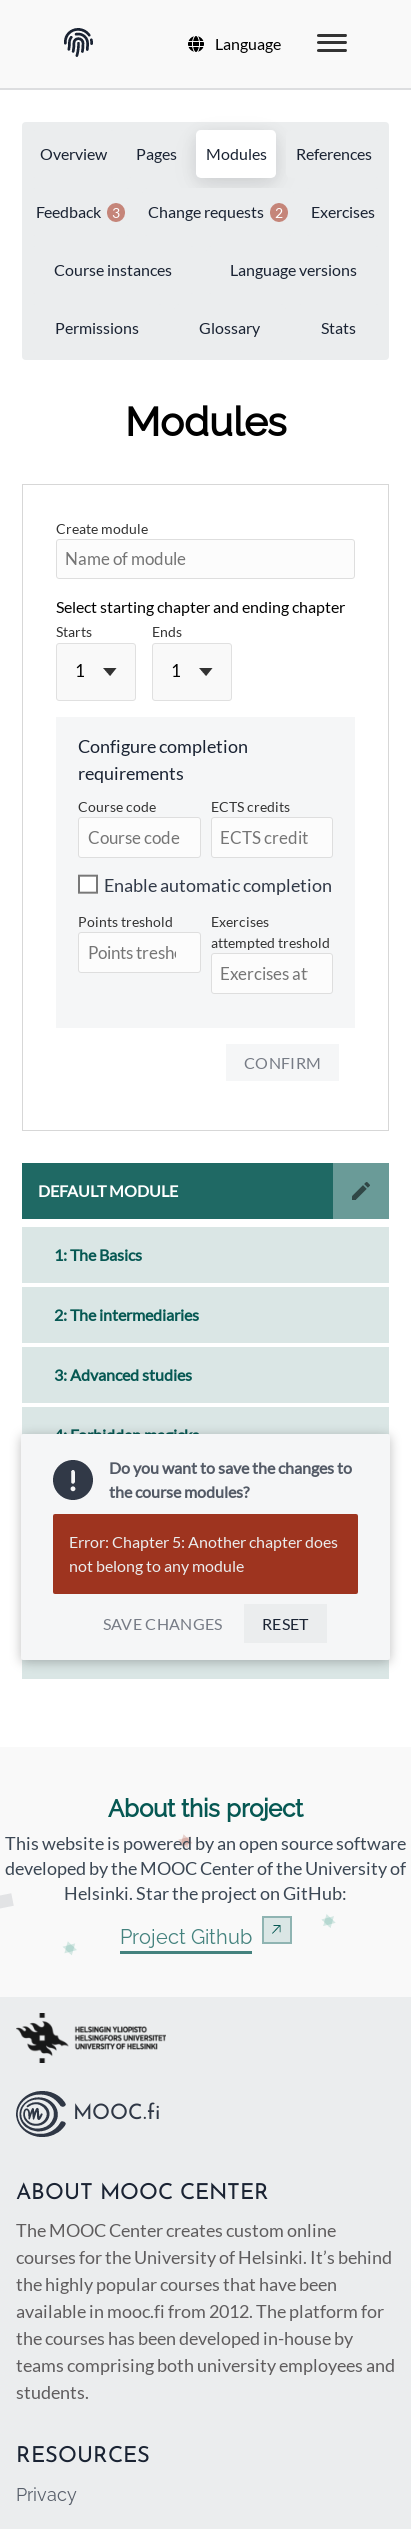 Language
Overview Pages Modules References
Feedback 3 Change requests 2 Exercises
Course instances Language versions
Permissions Glossary Stats
Modules
Create module
Name of module
Select starting chapter and ending chapter
Starts Ends
1 1
Configure completion
requirements
Course code ECTS credits
Course code ECTS credit
Enable automatic completion
Points treshold Exercises
attempted treshold
Points tresho Exercises at
CONFIRM
DEFAULT MODULE
1: The Basics
2: The intermediaries
3: Advanced studies
4: Forbidden magicks
Do you want to save the changes to
the course modules?
Error: Chapter 5: Another chapter does
not belong to any module
SAVE CHANGES RESET
About this project
This website is powered by an open source software
developed by the MOOC Center of the University of
Helsinki. Star the project on GitHub:
Project Github
HELSINGIN YLIOPISTO
HELSINGFORS UNIVERSITET
UNIVERSITY OF HELSINKI
MOOC.fi
ABOUT MOOC CENTER
The MOOC Center creates custom online
courses for the University of Helsinki. It’s behind
the highly popular courses that have been
available in mooc.fi from 2012. The platform for
the courses has been developed in-house by
teams comprising both university employees and
students.
RESOURCES
Privacy